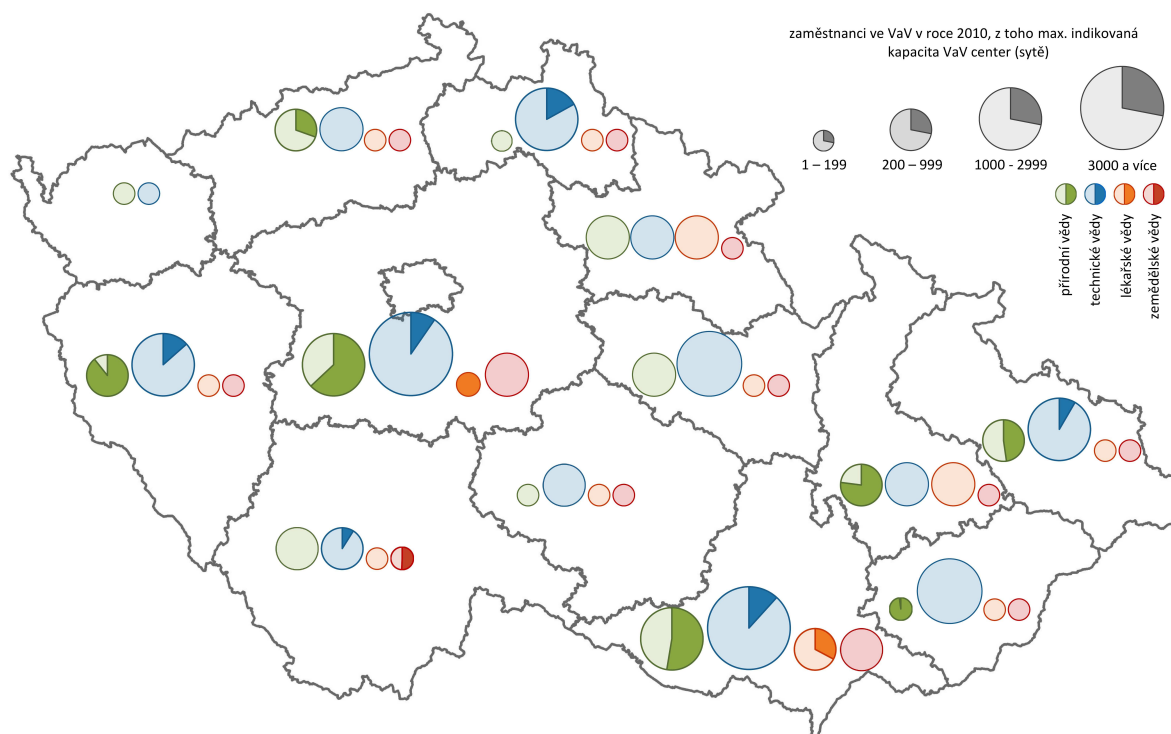 zaměstnanci ve VaV v roce 2010, z toho max. indikovaná
kapacita VaV center (sytě)
1 – 199
200 – 999
1000 - 2999
3000 a více
přírodní vědy
technické vědy
lékařské vědy
zemědělské vědy